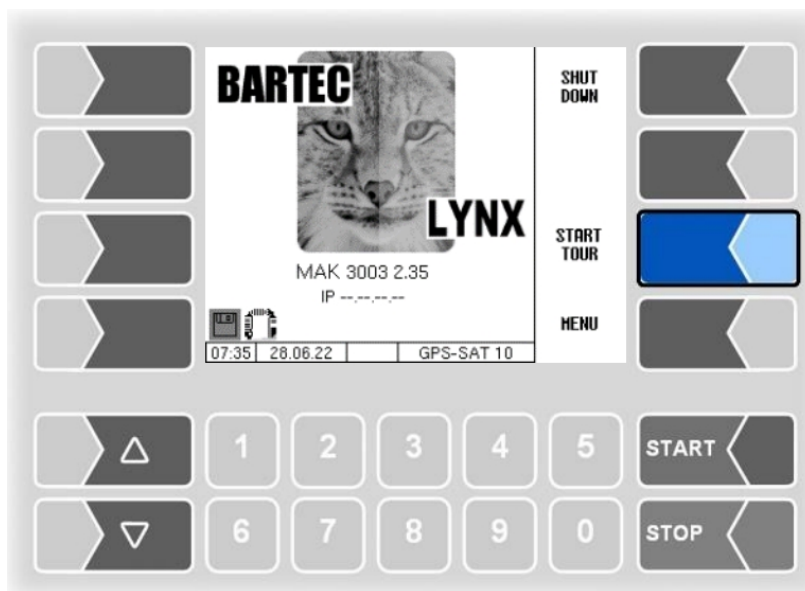 BARTEC
LYNX
MAK 3003 2.35
IP --.--.--.--
07:35 28.06.22 GPS-SAT 10
SHUT
DOWN
START
TOUR
MENU
1 2 3 4 5 START
6 7 8 9 0 STOP